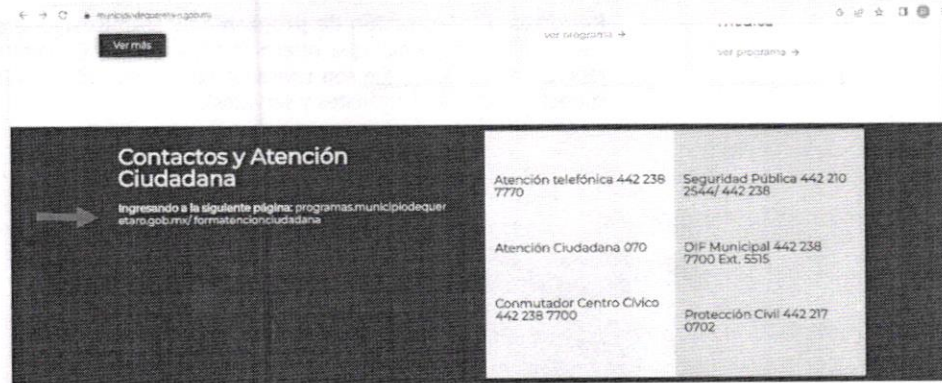 Ver más
ver programa →
ver programa →
Contactos y Atención
Ciudadana
Ingresando a la siguiente página: programas.municipiodequer
etaro.gob.mx/formatencionciudadana
Atención telefónica 442 238
7770
Atención Ciudadana 070
Conmutador Centro Cívico
442 238 7700
Seguridad Pública 442 210
2544/ 442 238
DIF Municipal 442 238
7700 Ext. 5515
Protección Civil 442 217
0702